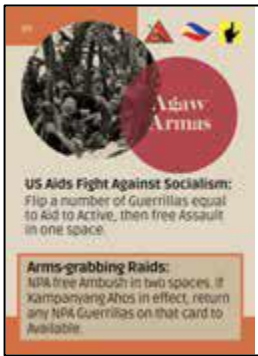 Agaw
Armas
US Aids Fight Against Socialism:
Flip a number of Guerrillas equal
to Aid to Active, then free Assault
in one space.
Arms-grabbing Raids:
NPA free Ambush in two spaces. If
Kampanyang Ahos in effect, return
any NPA Guerrillas on that card to
Available.